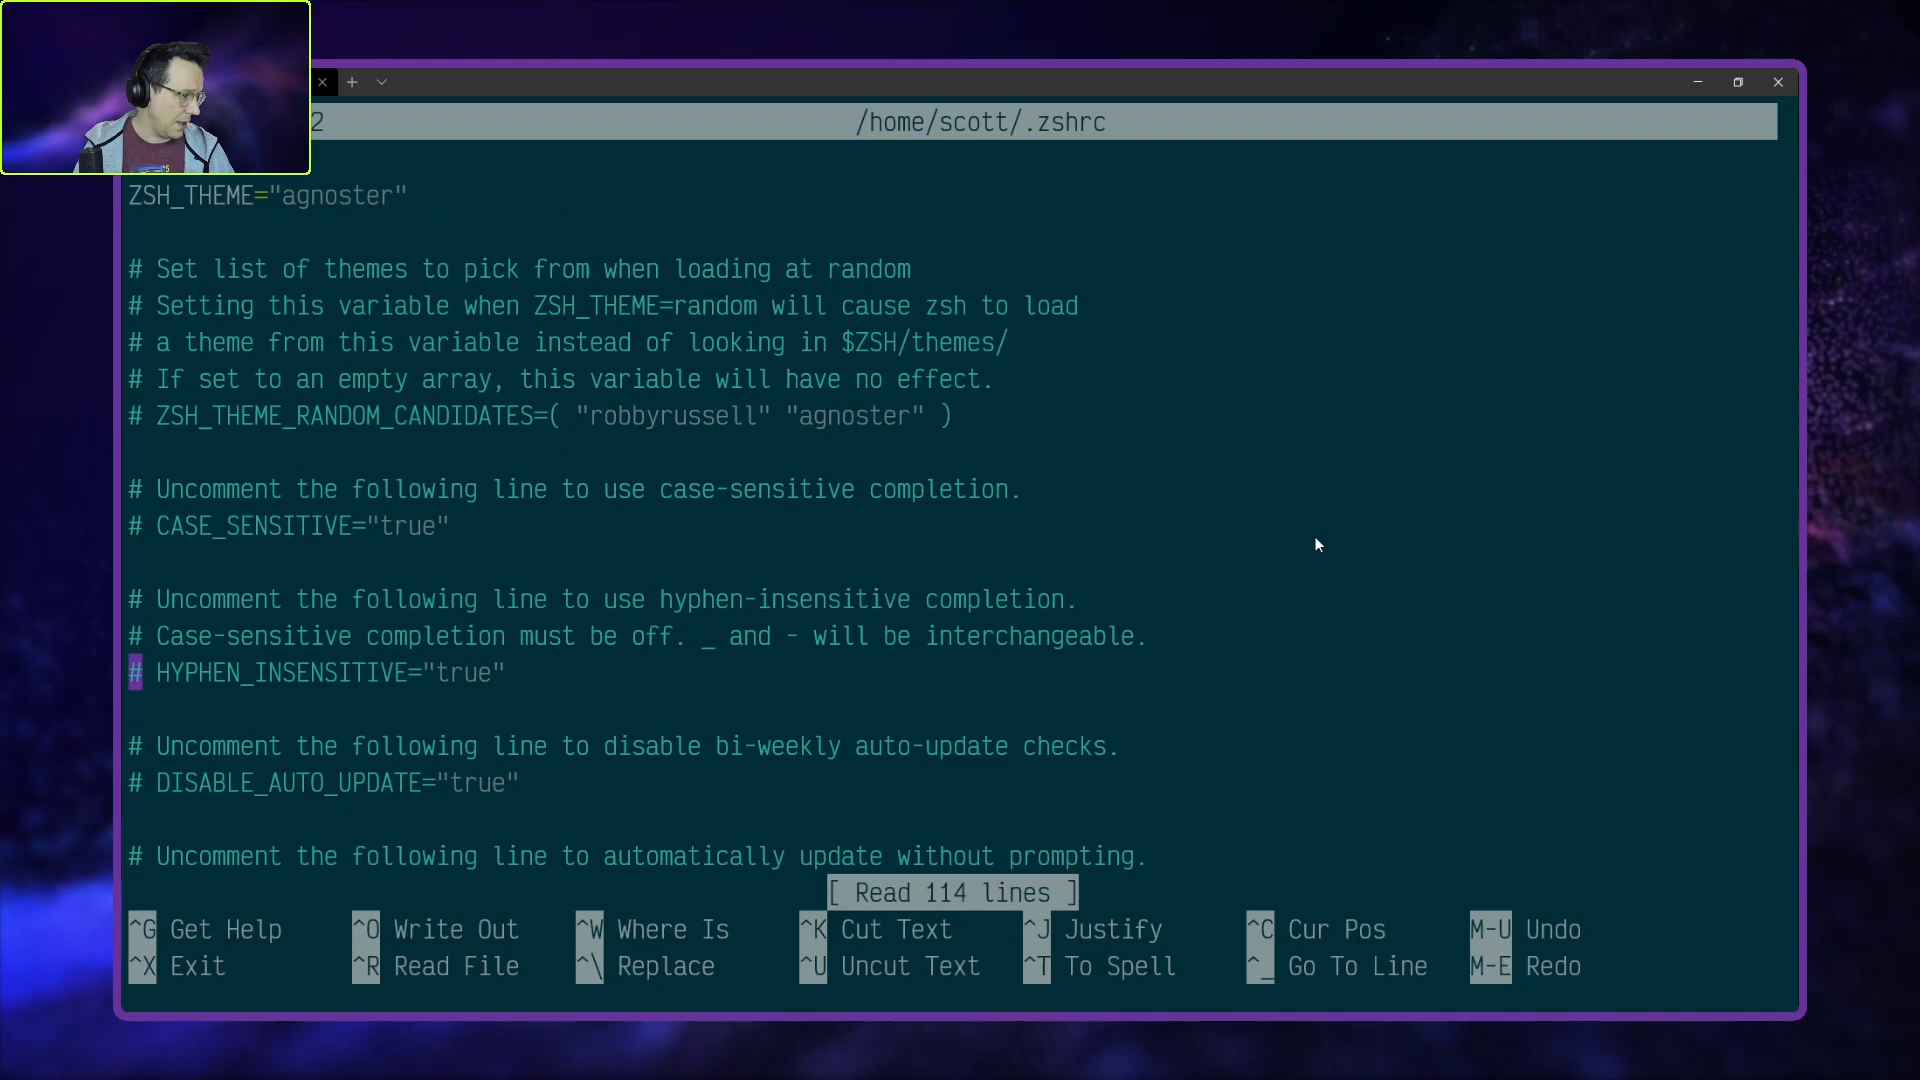 2 /home/scott/.zshrc
ZSH_THEME="agnoster"
# Set list of themes to pick from when loading at random
# Setting this variable when ZSH_THEME=random will cause zsh to load
# a theme from this variable instead of looking in $ZSH/themes/
# If set to an empty array, this variable will have no effect.
# ZSH_THEME_RANDOM_CANDIDATES=( "robbyrussell" "agnoster" )
# Uncomment the following line to use case-sensitive completion.
# CASE_SENSITIVE="true"
# Uncomment the following line to use hyphen-insensitive completion.
# Case-sensitive completion must be off. _ and - will be interchangeable.
# HYPHEN_INSENSITIVE="true"
# Uncomment the following line to disable bi-weekly auto-update checks.
# DISABLE_AUTO_UPDATE="true"
# Uncomment the following line to automatically update without prompting.
[ Read 114 lines ]
^G Get Help ^O Write Out ^W Where Is ^K Cut Text ^J Justify ^C Cur Pos M-U Undo
^X Exit ^R Read File ^\ Replace ^U Uncut Text ^T To Spell ^_ Go To Line M-E Redo